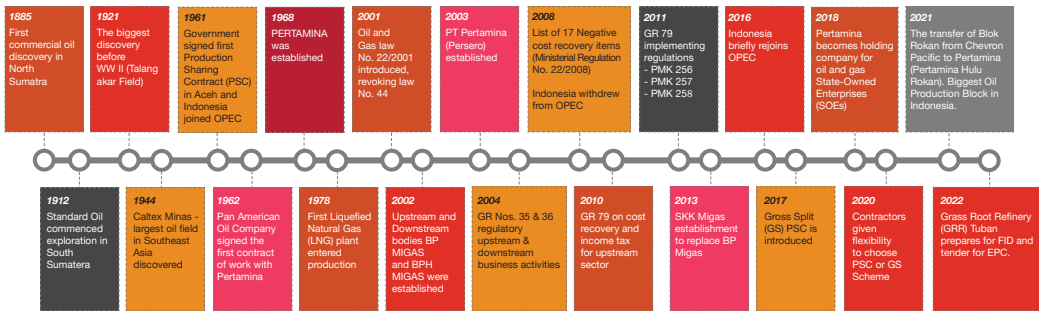 1885
First
commercial oil
discovery in
North
Sumatra
1921
The biggest
discovery
before
WW II (Talang
akar Field)
1961
Government
signed first
Production
Sharing
Contract (PSC)
in Aceh and
Indonesia
joined OPEC
1968
PERTAMINA
was
established
2001
Oil and
Gas law
No. 22/2001
introduced,
revoking law
No. 44
2003
PT Pertamina
(Persero)
established
2008
List of 17 Negative
cost recovery items
(Ministerial Regulation
No. 22/2008)
Indonesia withdrew
from OPEC
2011
GR 79
implementing
regulations
- PMK 256
- PMK 257
- PMK 258
2016
Indonesia
briefly rejoins
OPEC
2018
Pertamina
becomes holding
company for
oil and gas
State-Owned
Enterprises
(SOEs)
2021
The transfer of Blok
Rokan from Chevron
Pacific to Pertamina
(Pertamina Hulu
Rokan). Biggest Oil
Production Block in
Indonesia.
1912
Standard Oil
commenced
exploration in
South
Sumatera
1944
Caltex Minas -
largest oil field
in Southeast
Asia
discovered
1962
Pan American
Oil Company
signed the
first contract
of work with
Pertamina
1978
First Liquefied
Natural Gas
(LNG) plant
entered
production
2002
Upstream and
Downstream
bodies BP
MIGAS
and BPH
MIGAS were
established
2004
GR Nos. 35 & 36
regulatory
upstream &
downstream
business activities
2010
GR 79 on cost
recovery and
income tax
for upstream
sector
2013
SKK Migas
establishment
to replace BP
Migas
2017
Gross Split
(GS) PSC is
introduced
2020
Contractors
given
flexibility
to choose
PSC or GS
Scheme
2022
Grass Root Refinery
(GRR) Tuban
prepares for FID and
tender for EPC.